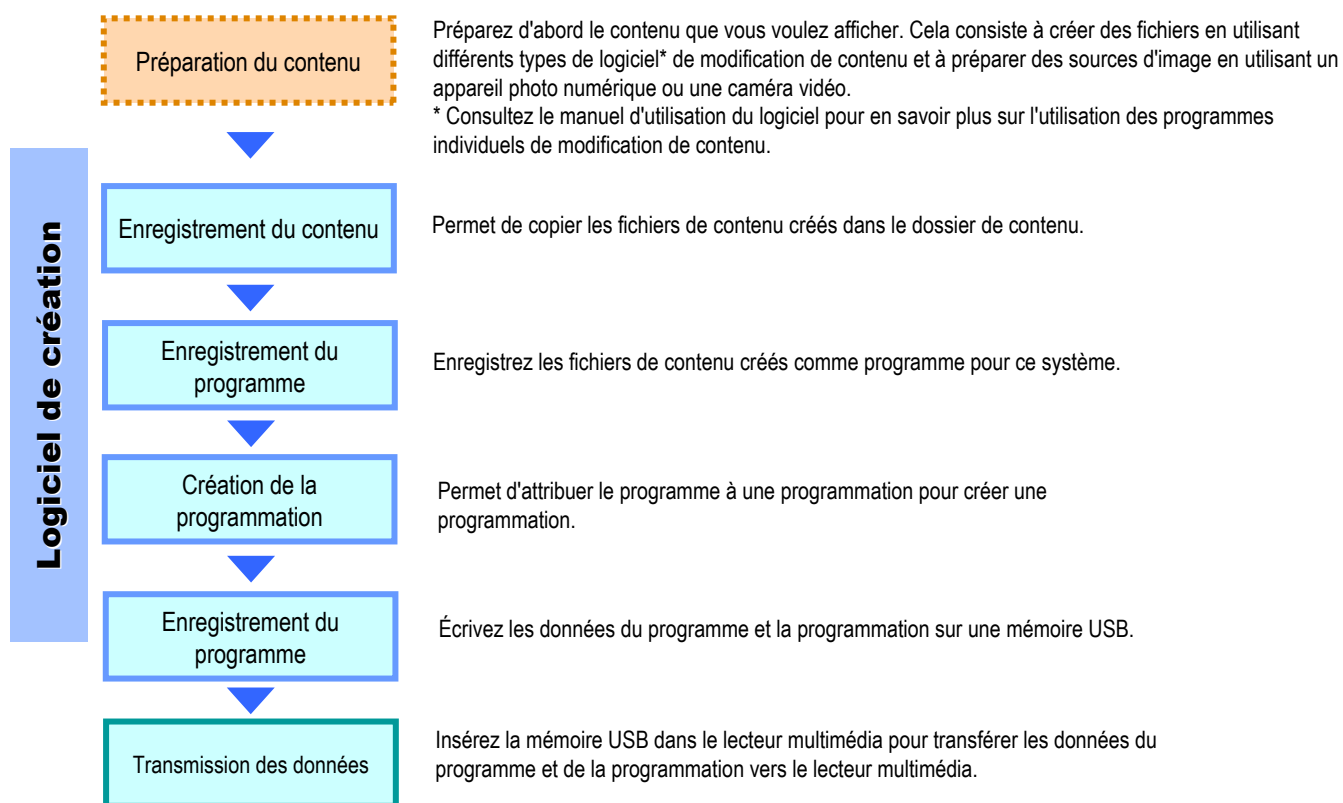 Préparation du contenu
Préparez d'abord le contenu que vous voulez afficher. Cela consiste à créer des fichiers en utilisant
différents types de logiciel* de modification de contenu et à préparer des sources d'image en utilisant un
appareil photo numérique ou une caméra vidéo.
* Consultez le manuel d'utilisation du logiciel pour en savoir plus sur l'utilisation des programmes
individuels de modification de contenu.
Logiciel de création
Enregistrement du contenu
Permet de copier les fichiers de contenu créés dans le dossier de contenu.
Enregistrement du
programme
Enregistrez les fichiers de contenu créés comme programme pour ce système.
Création de la
programmation
Permet d'attribuer le programme à une programmation pour créer une
programmation.
Enregistrement du
programme
Écrivez les données du programme et la programmation sur une mémoire USB.
Transmission des données
Insérez la mémoire USB dans le lecteur multimédia pour transférer les données du
programme et de la programmation vers le lecteur multimédia.